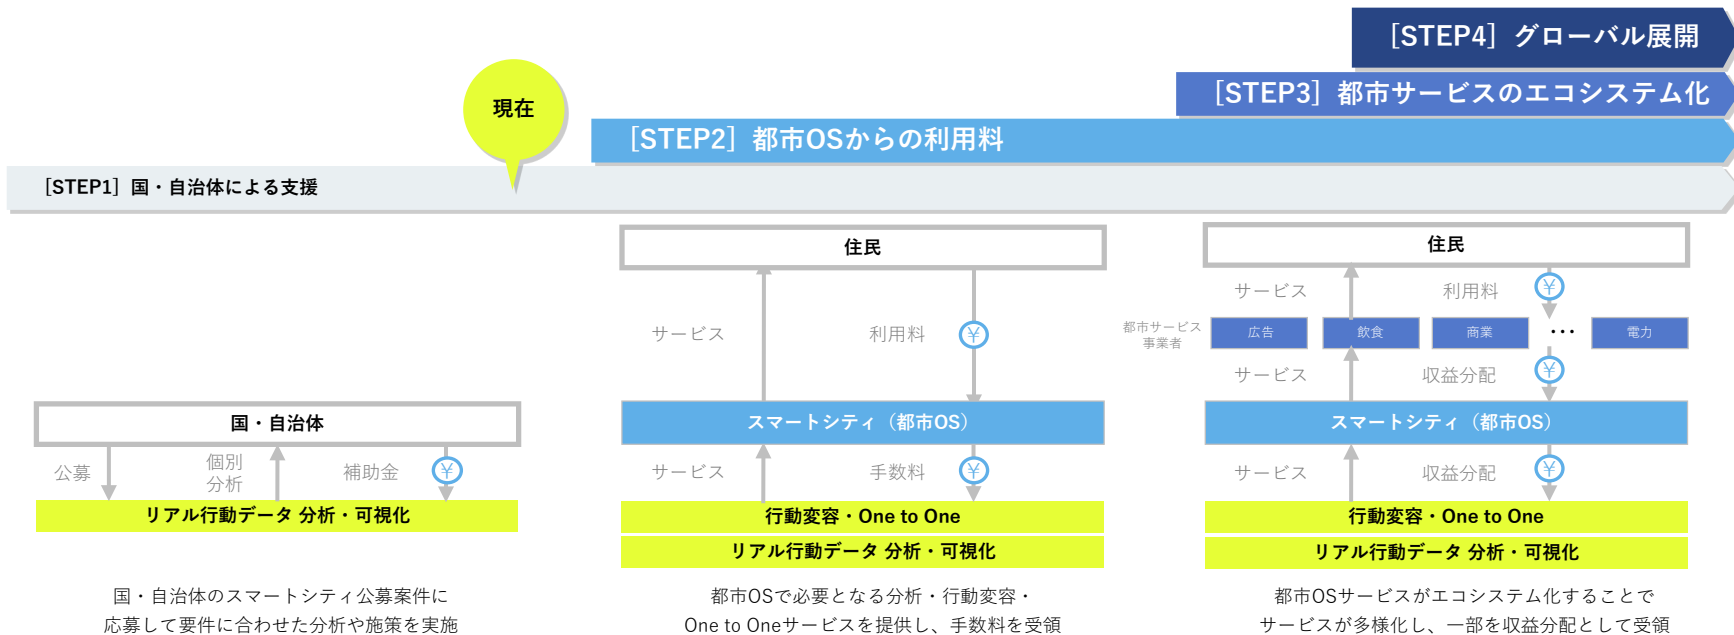 [STEP4] グローバル展開
[STEP3] 都市サービスのエコシステム化
現在
[STEP2] 都市OSからの利用料
[STEP1] 国・自治体による支援
国・自治体
公募
個別
分析
補助金
¥
リアル行動データ 分析・可視化
国・自治体のスマートシティ公募案件に
応募して要件に合わせた分析や施策を実施
住民
サービス
利用料
¥
スマートシティ（都市OS）
サービス
手数料
¥
行動変容・One to One
リアル行動データ 分析・可視化
都市OSで必要となる分析・行動変容・
One to Oneサービスを提供し、手数料を受領
住民
サービス
利用料
¥
都市サービス
事業者
広告
飲食
商業
…
電力
サービス
収益分配
¥
スマートシティ（都市OS）
サービス
収益分配
¥
行動変容・One to One
リアル行動データ 分析・可視化
都市OSサービスがエコシステム化することで
サービスが多様化し、一部を収益分配として受領